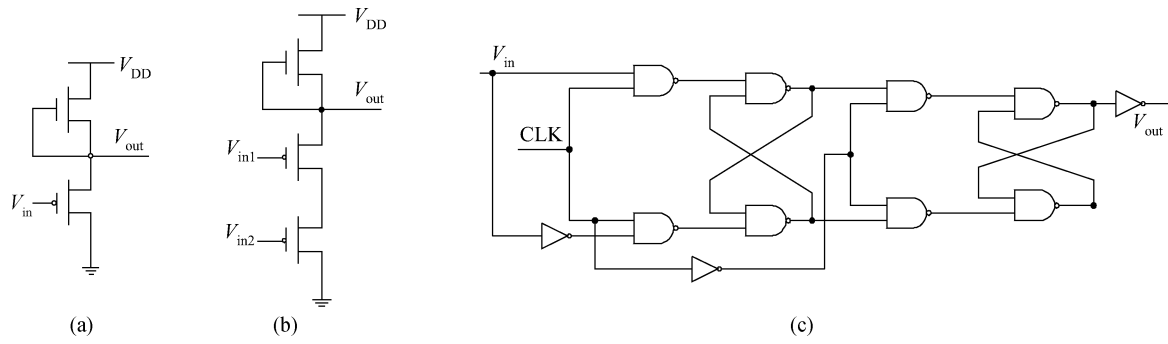 V_DD
V_out
V_in
(a)
V_DD
V_out
V_in1
V_in2
(b)
V_in
CLK
V_out
(c)